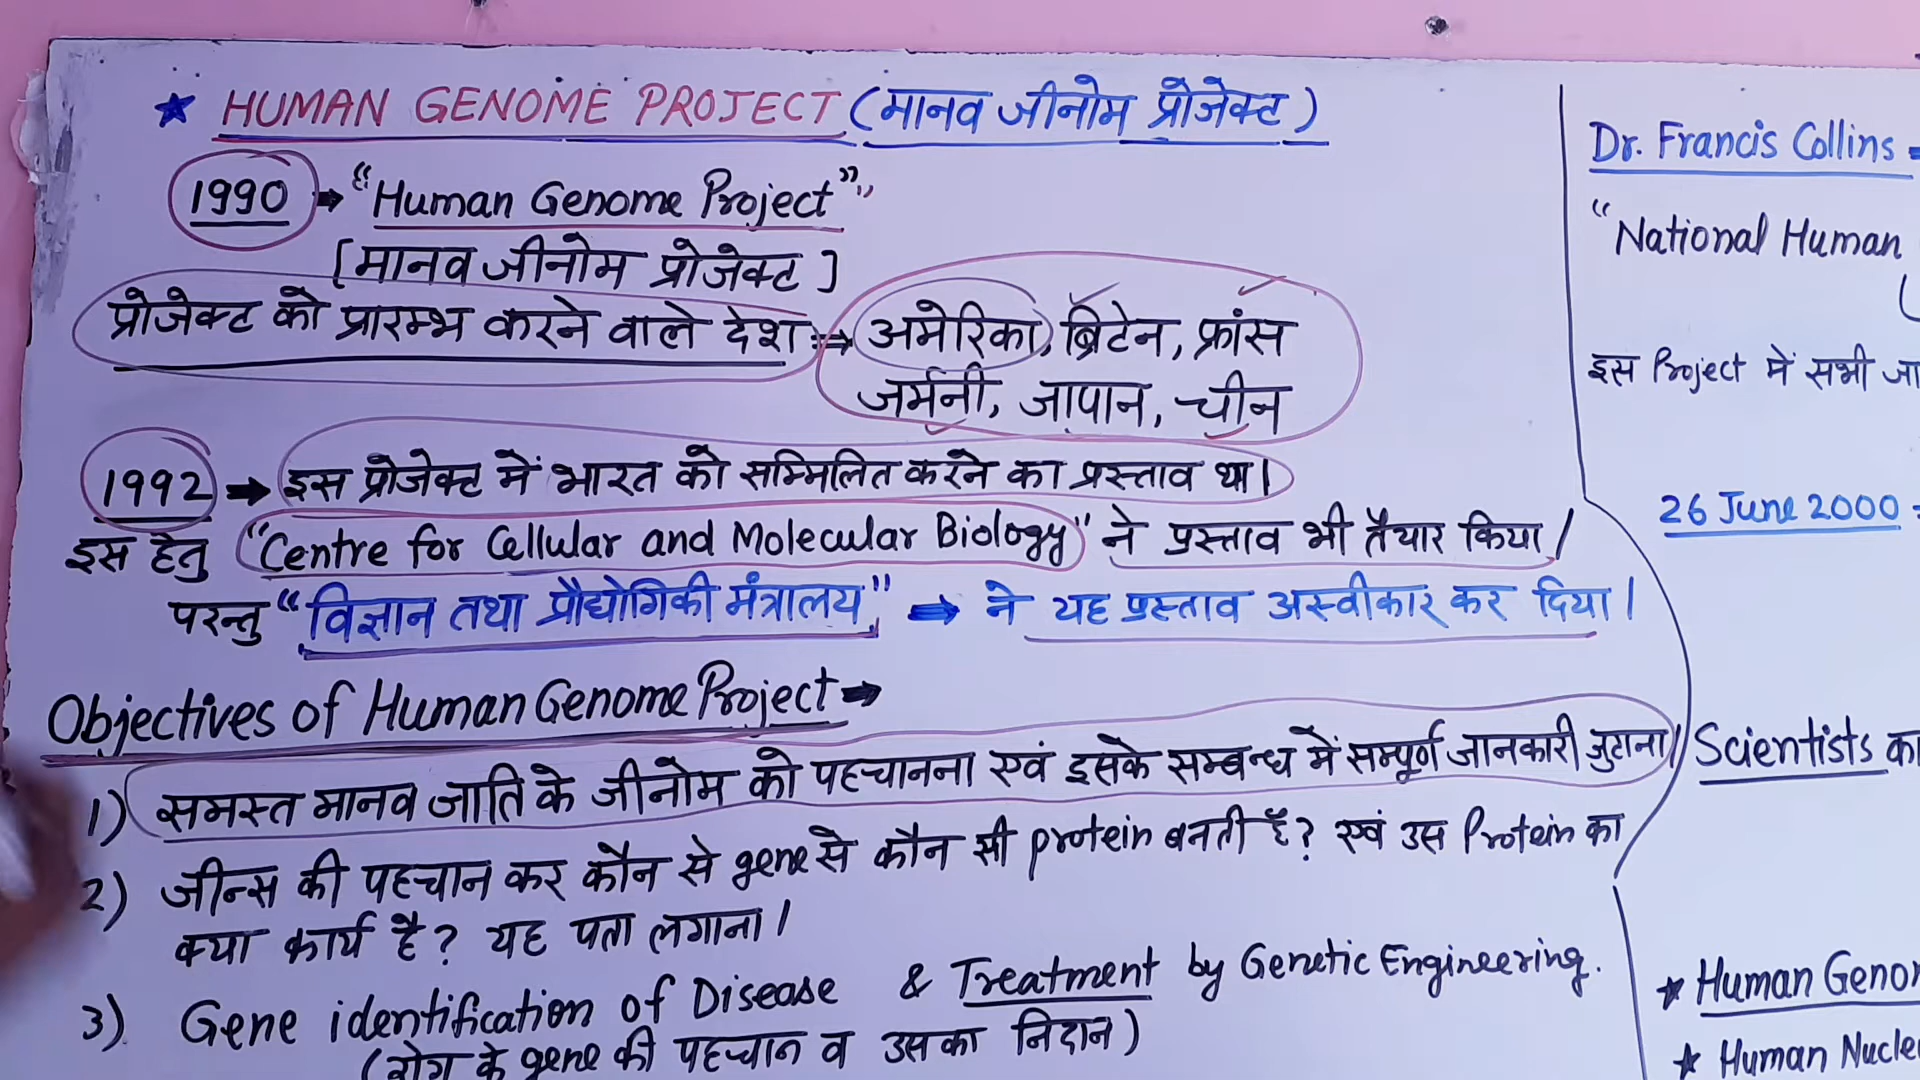 ★ HUMAN GENOME PROJECT (मानव जीनोम प्रोजेक्ट)
1990 → "Human Genome Project"
[मानव जीनोम प्रोजेक्ट]
प्रोजेक्ट को प्रारम्भ करने वाले देश → अमेरिका, ब्रिटेन, फ्रांस
जर्मनी, जापान, चीन
1992 → इस प्रोजेक्ट में भारत को सम्मिलित करने का प्रस्ताव था।
इस हेतु "Centre for Cellular and Molecular Biology" ने प्रस्ताव भी तैयार किया।
परन्तु "विज्ञान तथा प्रौद्योगिकी मंत्रालय" → ने यह प्रस्ताव अस्वीकार कर दिया।
Objectives of Human Genome Project →
1) समस्त मानव जाति के जीनोम को पहचानना एवं इसके सम्बन्ध में सम्पूर्ण जानकारी जुटाना।
2) जीन्स की पहचान कर कौन से gene से कौन सी protein बनती है? एवं उस Protein का
क्या कार्य है? यह पता लगाना।
3) Gene identification of Disease & Treatment by Genetic Engineering.
(रोग के gene की पहचान व उसका निदान)
Dr. Francis Collins
"National Human
इस Project में सभी
26 June 2000
Scientists
★ Human
★ Human